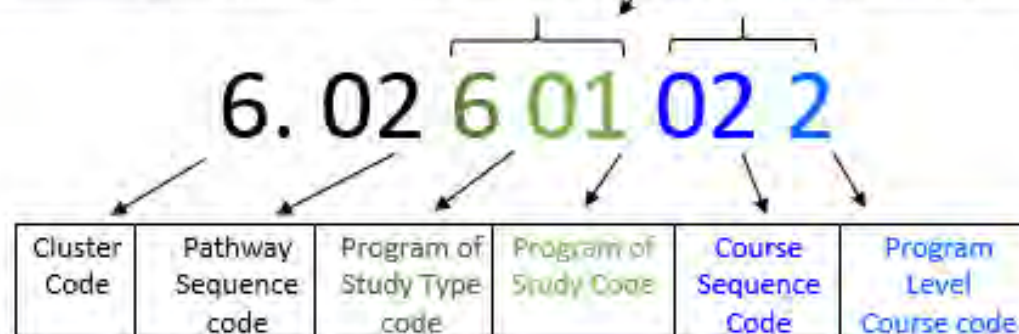 6. 02 6 01 02 2
Cluster Code
Pathway Sequence code
Program of Study Type code
Program of Study Code
Course Sequence Code
Program Level Course code